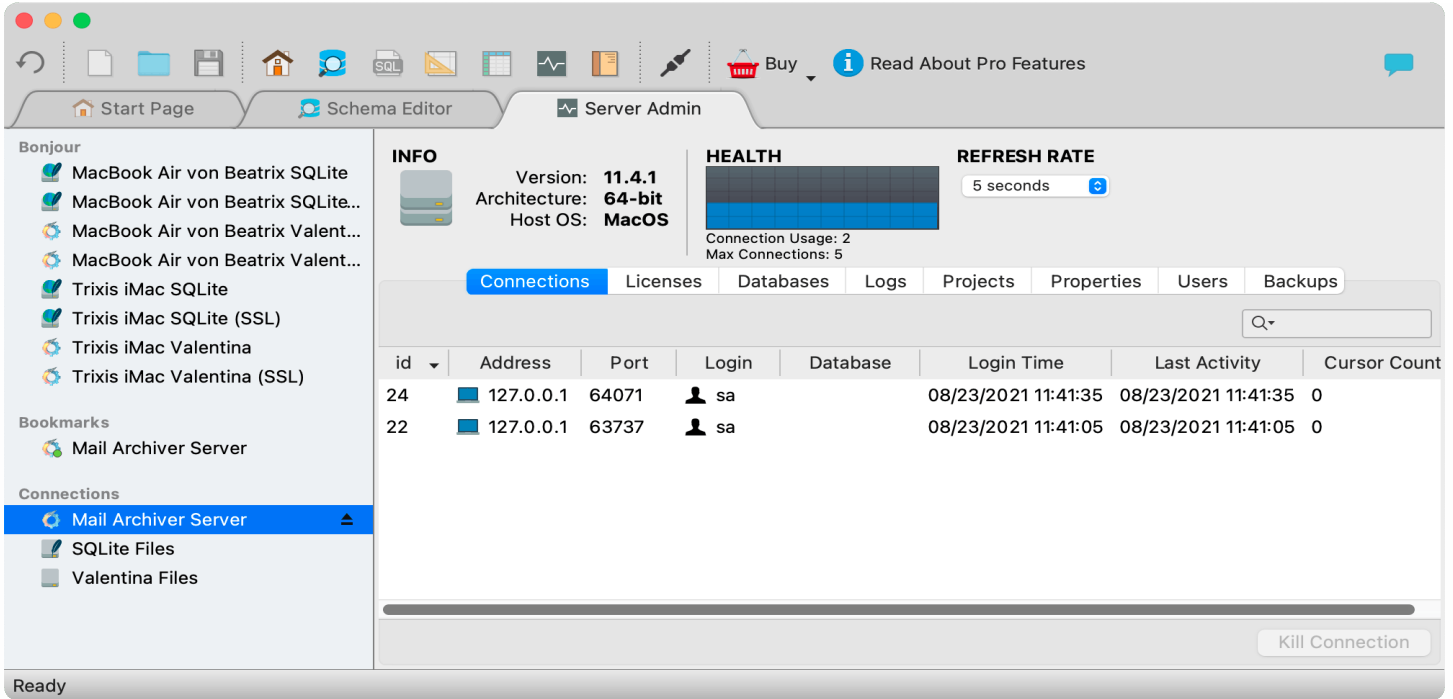 SQL
Buy
Read About Pro Features
Start Page
Schema Editor
Server Admin
Bonjour
MacBook Air von Beatrix SQLite
MacBook Air von Beatrix SQLite...
MacBook Air von Beatrix Valent...
MacBook Air von Beatrix Valent...
Trixis iMac SQLite
Trixis iMac SQLite (SSL)
Trixis iMac Valentina
Trixis iMac Valentina (SSL)
Bookmarks
Mail Archiver Server
Connections
Mail Archiver Server
SQLite Files
Valentina Files
INFO
Version: 11.4.1
Architecture: 64-bit
Host OS: MacOS
HEALTH
Connection Usage: 2
Max Connections: 5
REFRESH RATE
5 seconds
Connections Licenses Databases Logs Projects Properties Users Backups
id Address Port Login Database Login Time Last Activity Cursor Count
24 127.0.0.1 64071 sa 08/23/2021 11:41:35 08/23/2021 11:41:35 0
22 127.0.0.1 63737 sa 08/23/2021 11:41:05 08/23/2021 11:41:05 0
Kill Connection
Ready